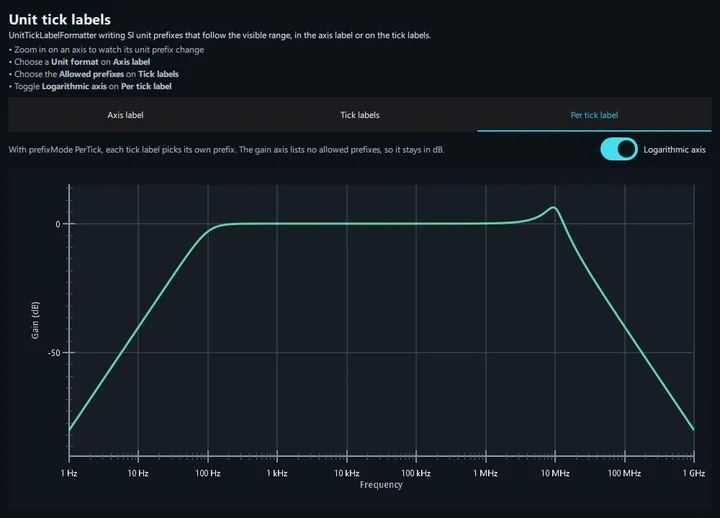 Unit tick labels
UnitTickLabelFormatter writing SI unit prefixes that follow the visible range, in the axis label or on the tick labels.
• Zoom in on an axis to watch its unit prefix change
• Choose a Unit format on Axis label
• Choose the Allowed prefixes on Tick labels
• Toggle Logarithmic axis on Per tick label
Axis label Tick labels Per tick label
With prefixMode PerTick, each tick label picks its own prefix. The gain axis lists no allowed prefixes, so it stays in dB.
Logarithmic axis
0
Gain (dB)
-50
1 Hz 10 Hz 100 Hz 1 kHz 10 kHz 100 kHz 1 MHz 10 MHz 100 MHz 1 GHz
Frequency